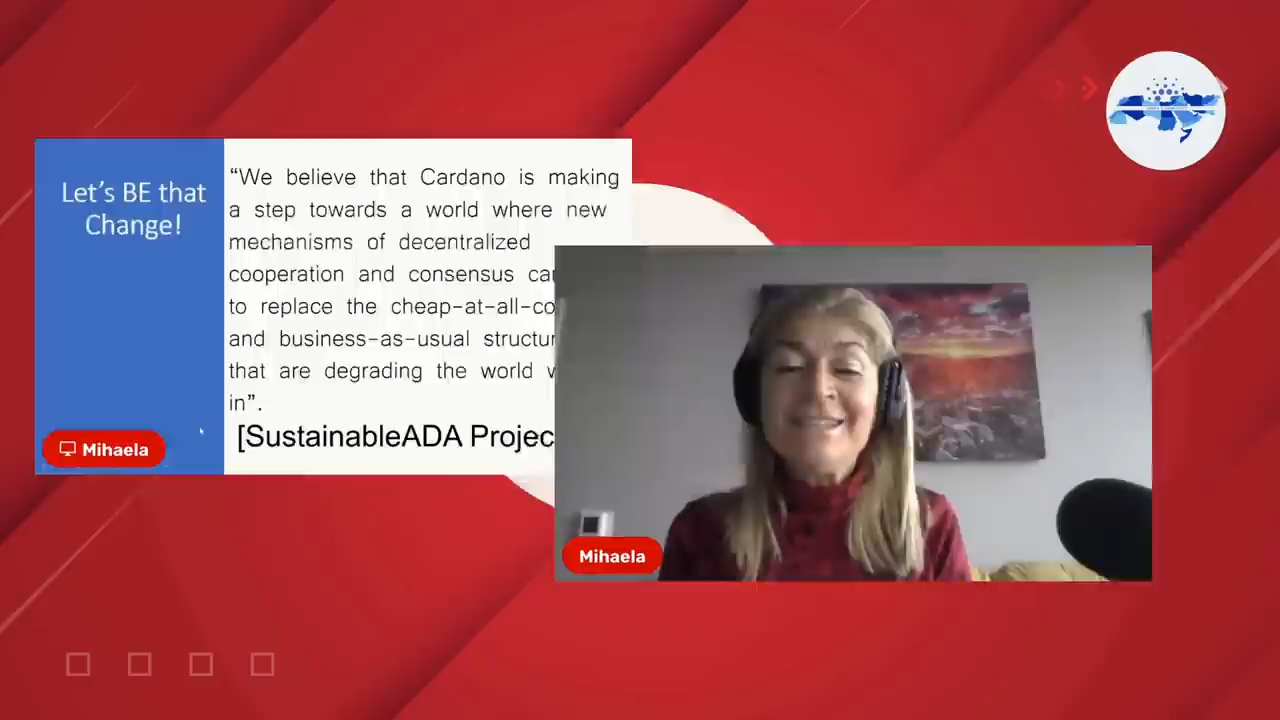 Let's BE that
Change!
“We believe that Cardano is making
a step towards a world where new
mechanisms of decentralized
cooperation and consensus
to replace the cheap-at-all-
and business-as-usual
that are degrading the world
in”.
[SustainableADA
Mihaela
Mihaela